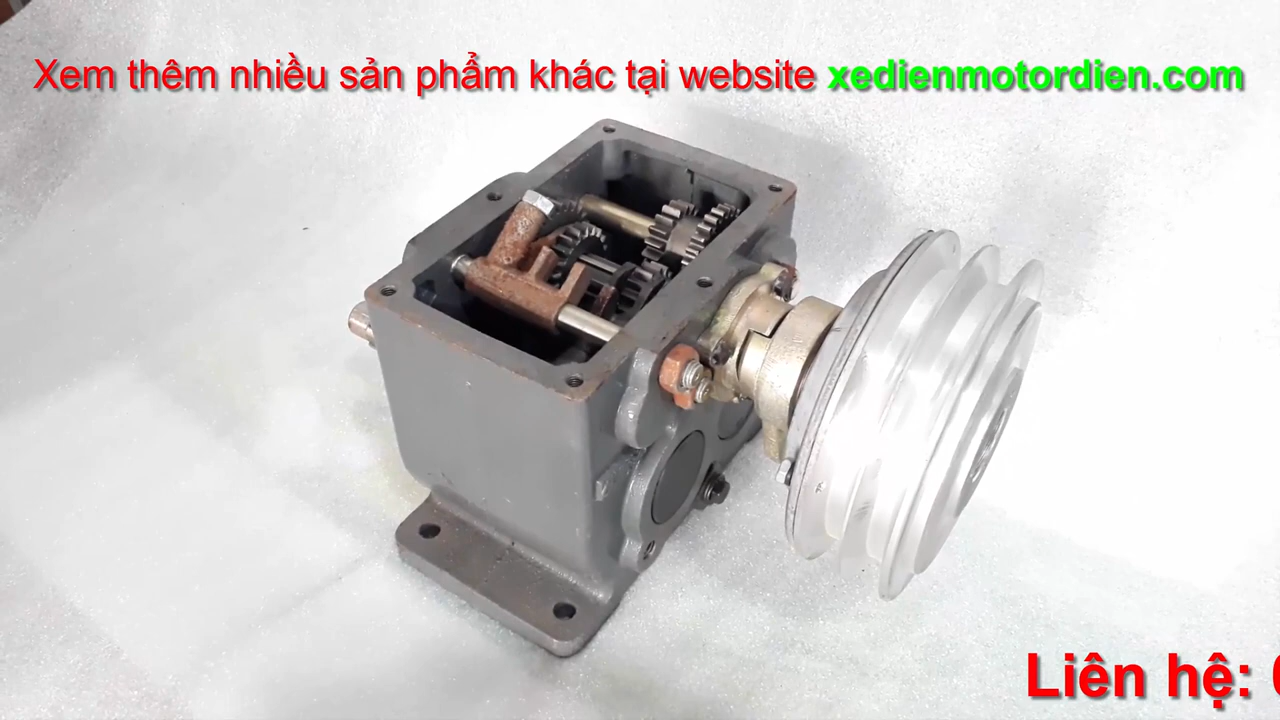 Xem thêm nhiều sản phẩm khác tại website xedienmotordien.com
Liên hệ: